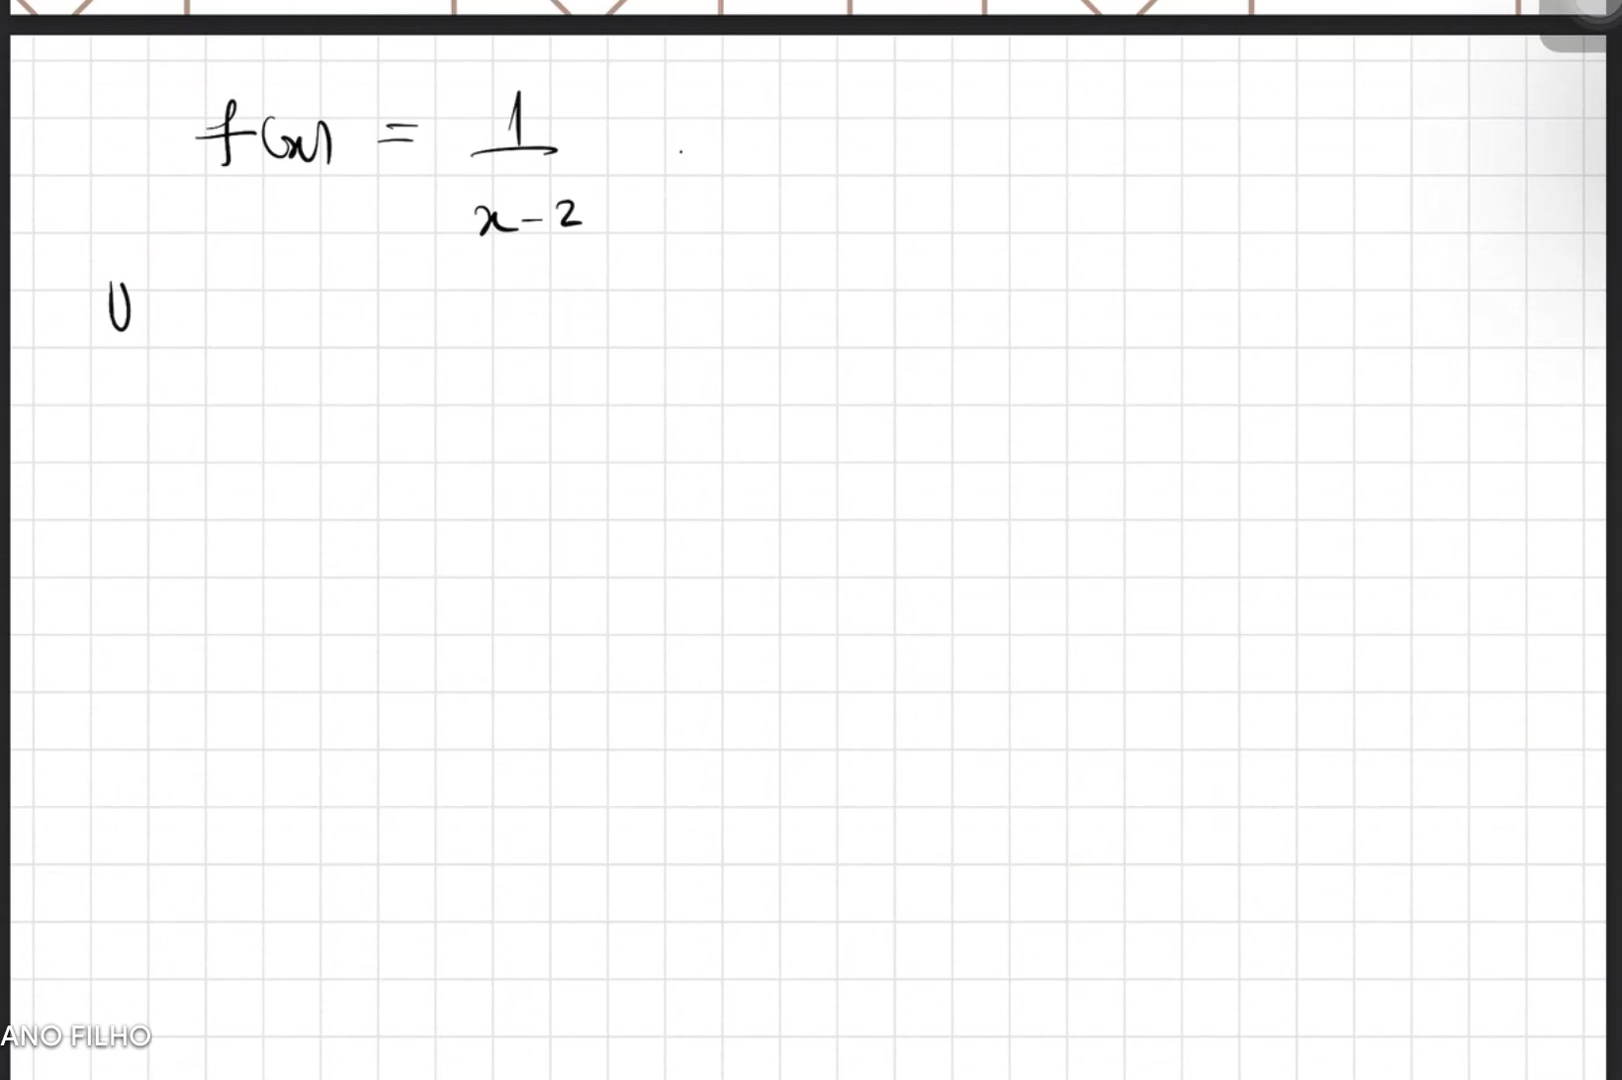 f(x) = 1/(x-2) .
U
ANO FILHO